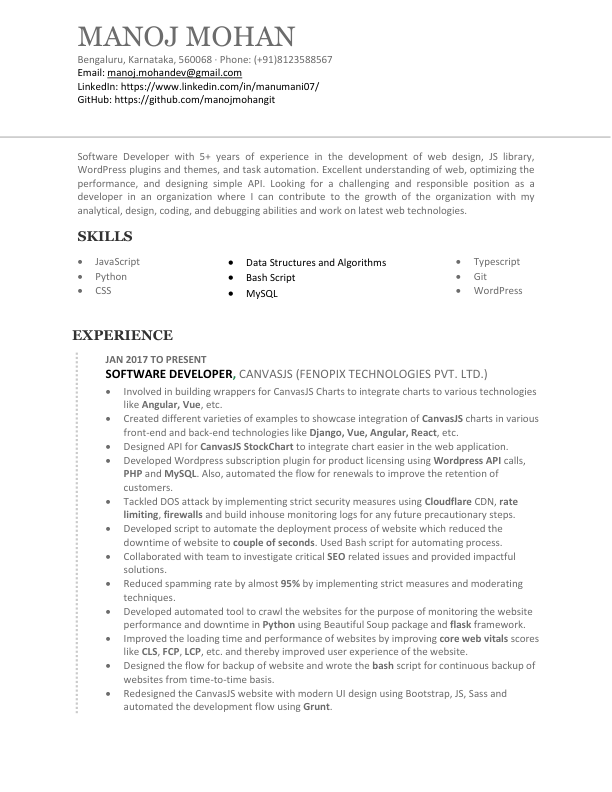 MANOJ MOHAN
Bengaluru, Karnataka, 560068 · Phone: (+91)8123588567
Email: manoj.mohandev@gmail.com
LinkedIn: https://www.linkedin.com/in/manumani07/
GitHub: https://github.com/manojmohangit
Software Developer with 5+ years of experience in the development of web design, JS library,
WordPress plugins and themes, and task automation. Excellent understanding of web, optimizing the
performance, and designing simple API. Looking for a challenging and responsible position as a
developer in an organization where I can contribute to the growth of the organization with my
analytical, design, coding, and debugging abilities and work on latest web technologies.
SKILLS
• JavaScript
• Python
• CSS
• Data Structures and Algorithms
• Bash Script
• MySQL
• Typescript
• Git
• WordPress
EXPERIENCE
JAN 2017 TO PRESENT
SOFTWARE DEVELOPER, CANVASJS (FENOPIX TECHNOLOGIES PVT. LTD.)
• Involved in building wrappers for CanvasJS Charts to integrate charts to various technologies
like Angular, Vue, etc.
• Created different varieties of examples to showcase integration of CanvasJS charts in various
front-end and back-end technologies like Django, Vue, Angular, React, etc.
• Designed API for CanvasJS StockChart to integrate chart easier in the web application.
• Developed Wordpress subscription plugin for product licensing using Wordpress API calls,
PHP and MySQL. Also, automated the flow for renewals to improve the retention of
customers.
• Tackled DOS attack by implementing strict security measures using Cloudflare CDN, rate
limiting, firewalls and build inhouse monitoring logs for any future precautionary steps.
• Developed script to automate the deployment process of website which reduced the
downtime of website to couple of seconds. Used Bash script for automating process.
• Collaborated with team to investigate critical SEO related issues and provided impactful
solutions.
• Reduced spamming rate by almost 95% by implementing strict measures and moderating
techniques.
• Developed automated tool to crawl the websites for the purpose of monitoring the website
performance and downtime in Python using Beautiful Soup package and flask framework.
• Improved the loading time and performance of websites by improving core web vitals scores
like CLS, FCP, LCP, etc. and thereby improved user experience of the website.
• Designed the flow for backup of website and wrote the bash script for continuous backup of
websites from time-to-time basis.
• Redesigned the CanvasJS website with modern UI design using Bootstrap, JS, Sass and
automated the development flow using Grunt.